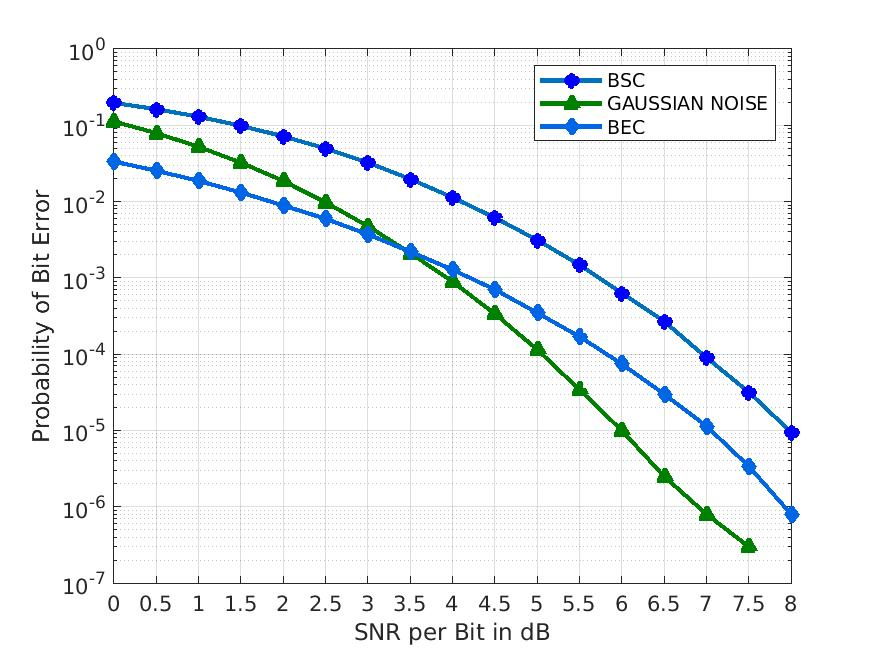 10^0
10^-1
10^-2
10^-3
10^-4
10^-5
10^-6
10^-7
Probability of Bit Error
BSC
GAUSSIAN NOISE
BEC
0 0.5 1 1.5 2 2.5 3 3.5 4 4.5 5 5.5 6 6.5 7 7.5 8
SNR per Bit in dB